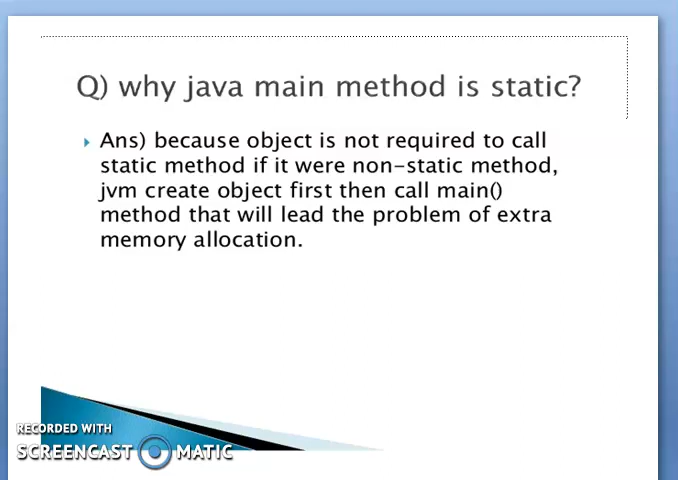 Q) why java main method is static?
Ans) because object is not required to call
static method if it were non-static method,
jvm create object first then call main()
method that will lead the problem of extra
memory allocation.
RECORDED WITH
SCREENCAST MATIC